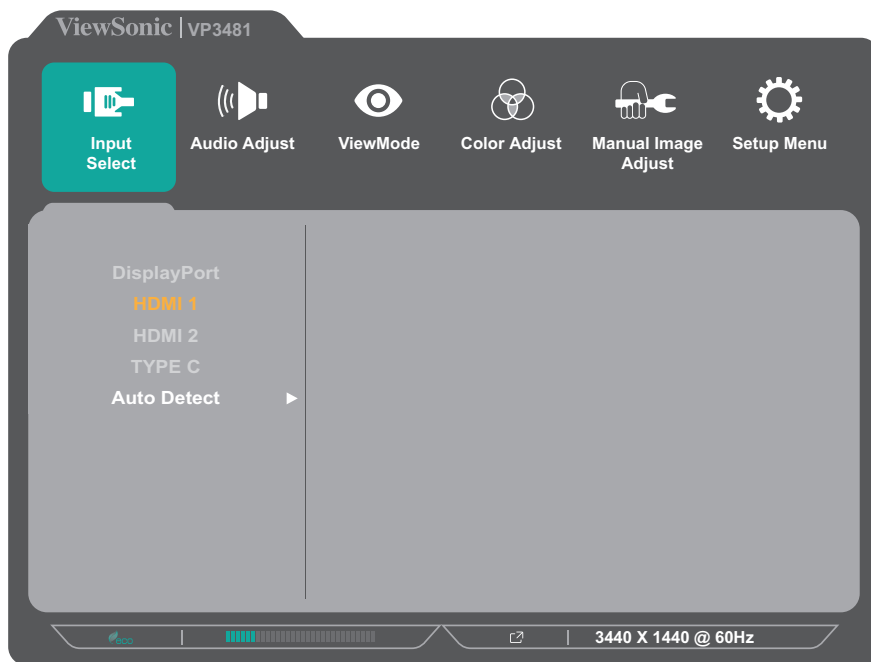 ViewSonic | VP3481
Input
Select
Audio Adjust
ViewMode
Color Adjust
Manual Image
Adjust
Setup Menu
DisplayPort
HDMI 1
HDMI 2
TYPE C
Auto Detect
eco
3440 X 1440 @ 60Hz